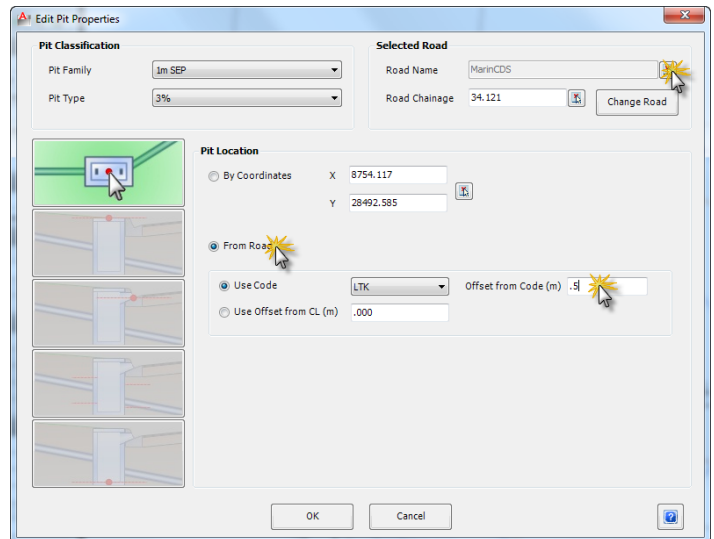 Edit Pit Properties
Pit Classification
Pit Family 1m SEP
Pit Type 3%
Selected Road
Road Name MarinCDS
Road Chainage 34.121 Change Road
Pit Location
By Coordinates X 8754.117
Y 28492.585
From Road
Use Code LTK Offset from Code (m) .5
Use Offset from CL (m) .000
OK Cancel